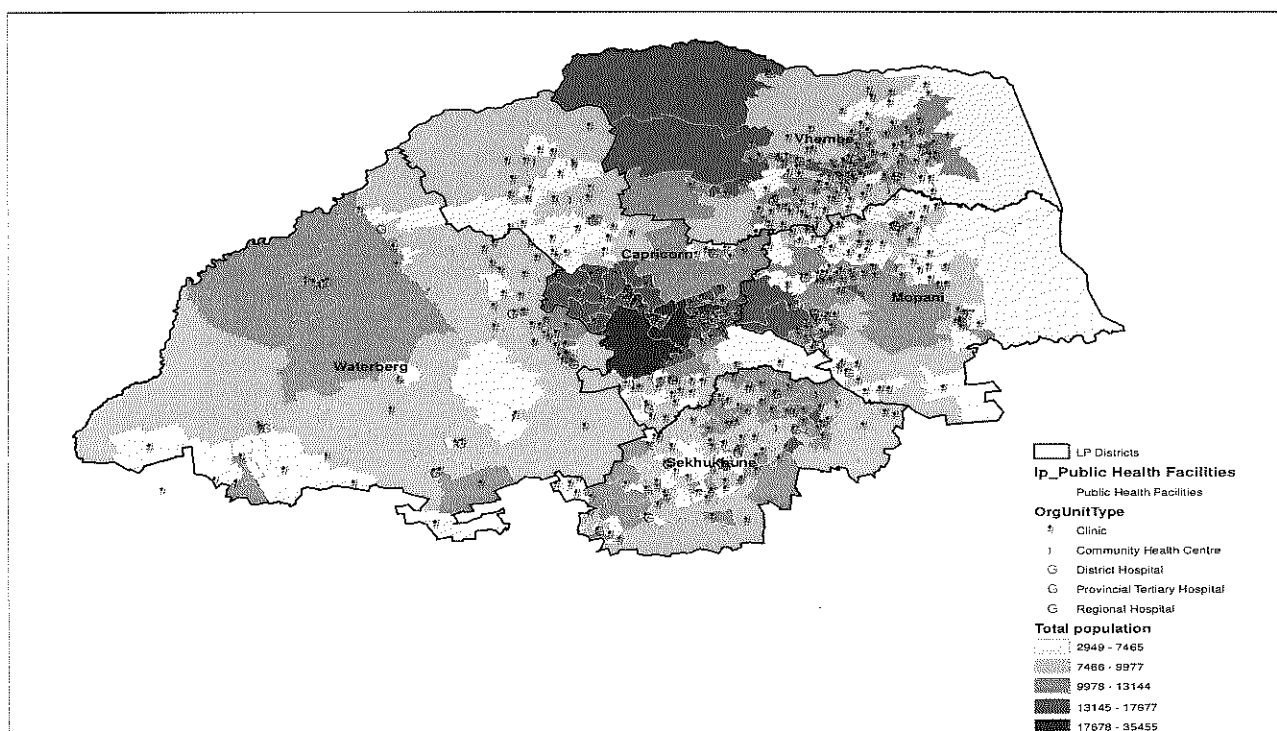 Vhembe
Capricorn
Mopani
Waterberg
Sekhukhune
LP Districts
lp_Public Health Facilities
Public Health Facilities
OrgUnitType
Clinic
Community Health Centre
G District Hospital
G Provincial Tertiary Hospital
G Regional Hospital
Total population
2949 - 7465
7466 - 9977
9978 - 13144
13145 - 17677
17678 - 35455